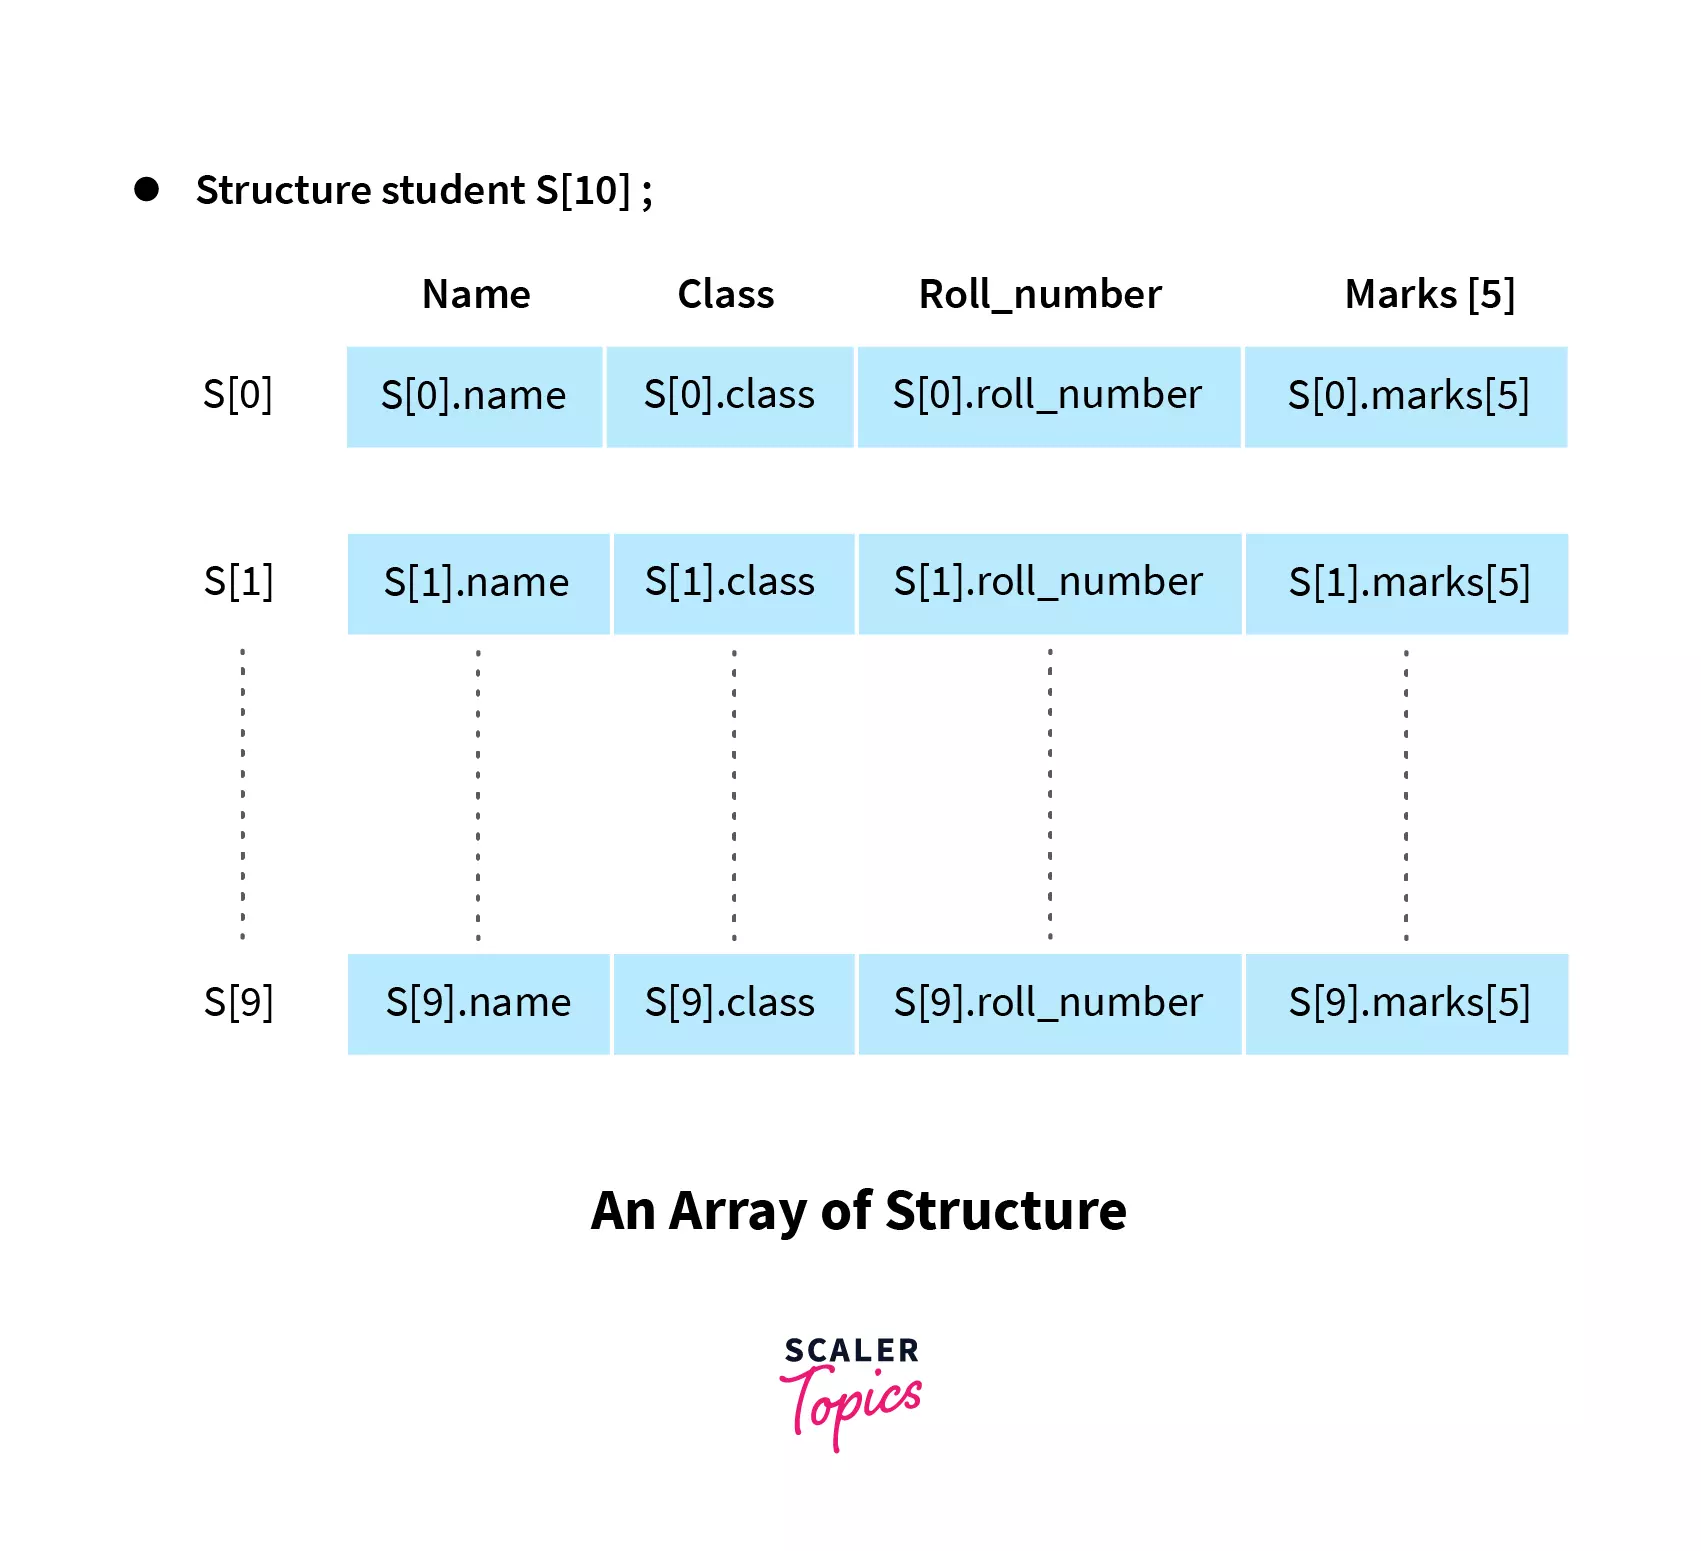 ● Structure student S[10] ;
Name Class Roll_number Marks [5]
S[0] S[0].name S[0].class S[0].roll_number S[0].marks[5]
S[1] S[1].name S[1].class S[1].roll_number S[1].marks[5]
S[9] S[9].name S[9].class S[9].roll_number S[9].marks[5]
An Array of Structure
SCALER
Topics